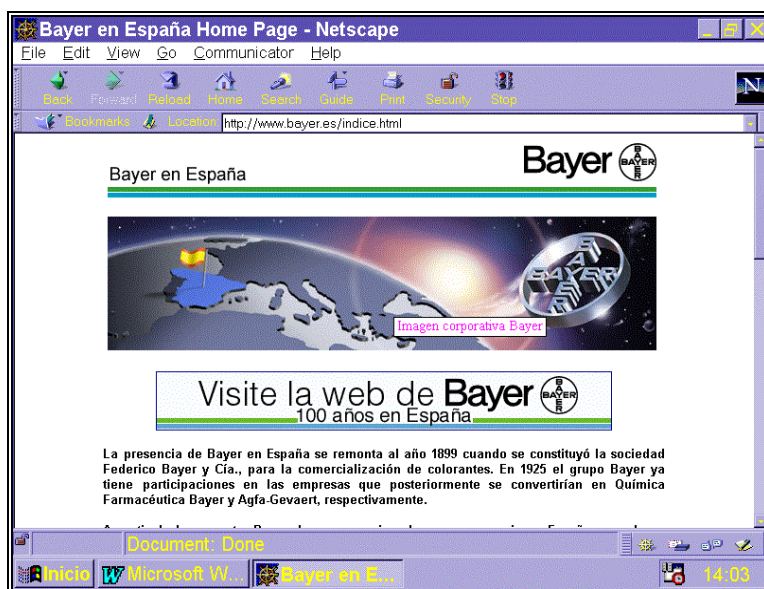 Bayer en España Home Page - Netscape
File Edit View Go Communicator Help
Back Forward Reload Home Search Guide Print Security Stop
N
Bookmarks Location http://www.bayer.es/indice.html
Bayer en España
Bayer BAYER BAYER
BAYER BAYER
Imagen corporativa Bayer
Visite la web de Bayer BAYER BAYER
100 años en España
La presencia de Bayer en España se remonta al año 1899 cuando se constituyó la sociedad
Federico Bayer y Cía., para la comercialización de colorantes. En 1925 el grupo Bayer ya
tiene participaciones en las empresas que posteriormente se convertirían en Química
Farmacéutica Bayer y Agfa-Gevaert, respectivamente.
Document: Done
Inicio Microsoft W... Bayer en E... 14:03